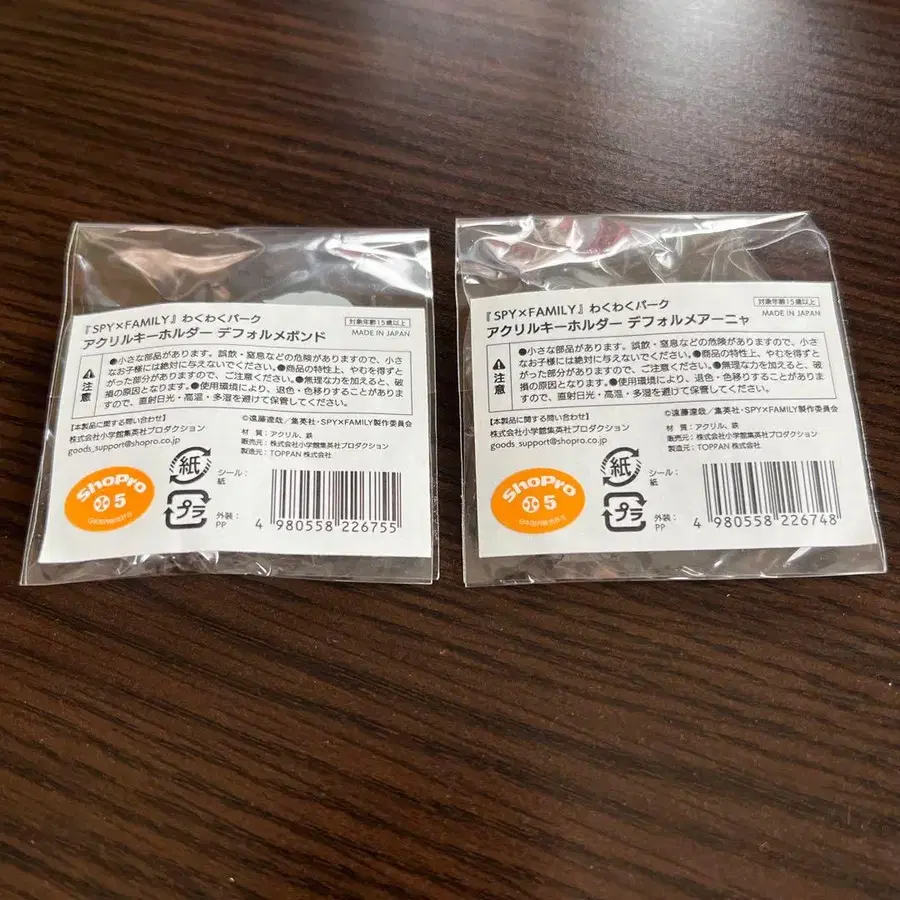 『SPY×FAMILY』わくわくパーク
アクリルキーホルダー デフォルメボンド
対象年齢15歳以上
MADE IN JAPAN
注意
●小さな部品があります。誤飲・窒息などの危険がありますので、小さ
なお子様には絶対に与えないでください。●商品の特性上、やむを得ずと
がった部分がありますので、ご注意ください。●無理な力を加えると、破
損の原因となります。●使用環境により、退色・色移りすることがありま
すので、直射日光・高温・多湿を避けて保管してください。
【本製品に関する問い合わせ】
株式会社小学館集英社プロダクション
goods_support@shopro.co.jp
©遠藤達哉/集英社・SPY×FAMILY製作委員会
材 質:アクリル、鉄
販売元:株式会社小学館集英社プロダクション
製造元:TOPPAN 株式会社
ShoPro
5
紙
シール:
紙
プラ
外装:
PP
4 980558 226755
『SPY×FAMILY』わくわくパーク
アクリルキーホルダー デフォルメアーニャ
対象年齢15歳以上
MADE IN JAPAN
注意
●小さな部品があります。誤飲・窒息などの危険がありますので、小さ
なお子様には絶対に与えないでください。●商品の特性上、やむを得ずと
がった部分がありますので、ご注意ください。●無理な力を加えると、破
損の原因となります。●使用環境により、退色・色移りすることがありま
すので、直射日光・高温・多湿を避けて保管してください。
【本製品に関する問い合わせ】
株式会社小学館集英社プロダクション
goods_support@shopro.co.jp
©遠藤達哉/集英社・SPY×FAMILY製作委員会
材 質:アクリル、鉄
販売元:株式会社小学館集英社プロダクション
製造元:TOPPAN 株式会社
ShoPro
5
紙
シール:
紙
プラ
外装:
PP
4 980558 226748